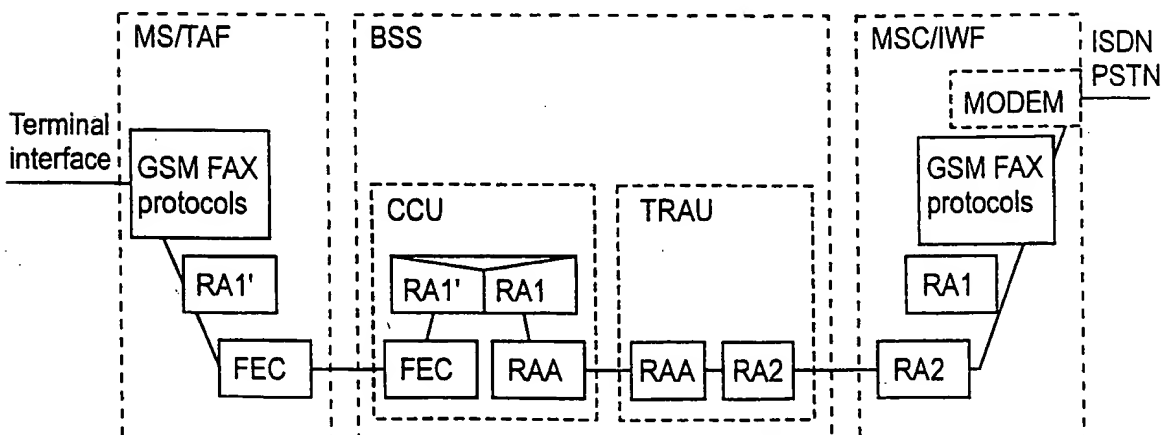 MS/TAF
BSS
MSC/IWF
ISDN
PSTN
MODEM
Terminal
interface
GSM FAX
protocols
GSM FAX
protocols
CCU
TRAU
RA1'
RA1'
RA1
RA1
FEC
FEC
RAA
RAA
RA2
RA2